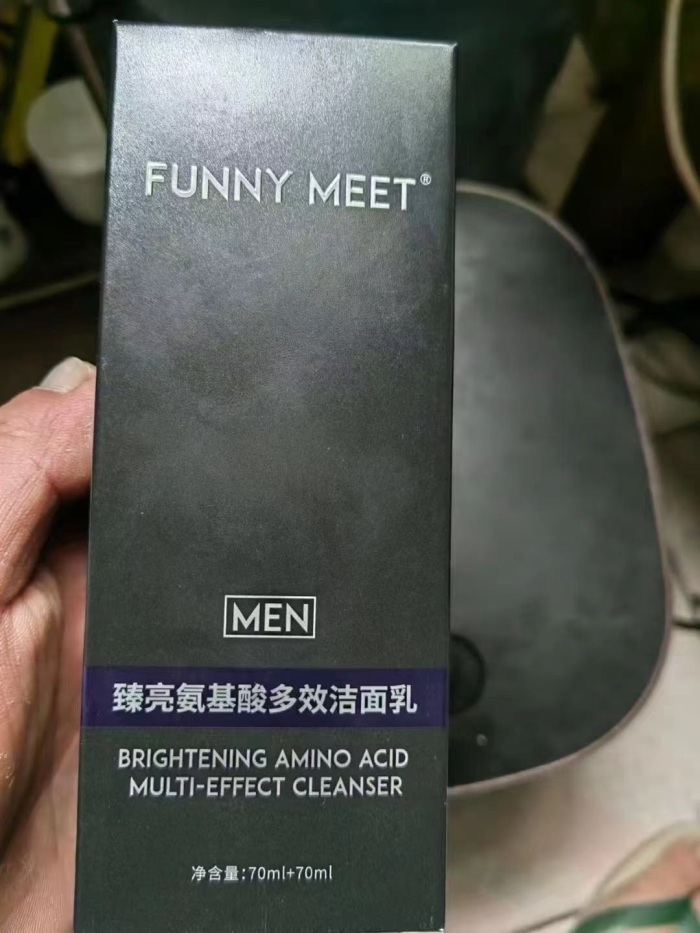 FUNNY MEET®
MEN
臻亮氨基酸多效洁面乳
BRIGHTENING AMINO ACID
MULTI-EFFECT CLEANSER
净含量:70ml+70ml